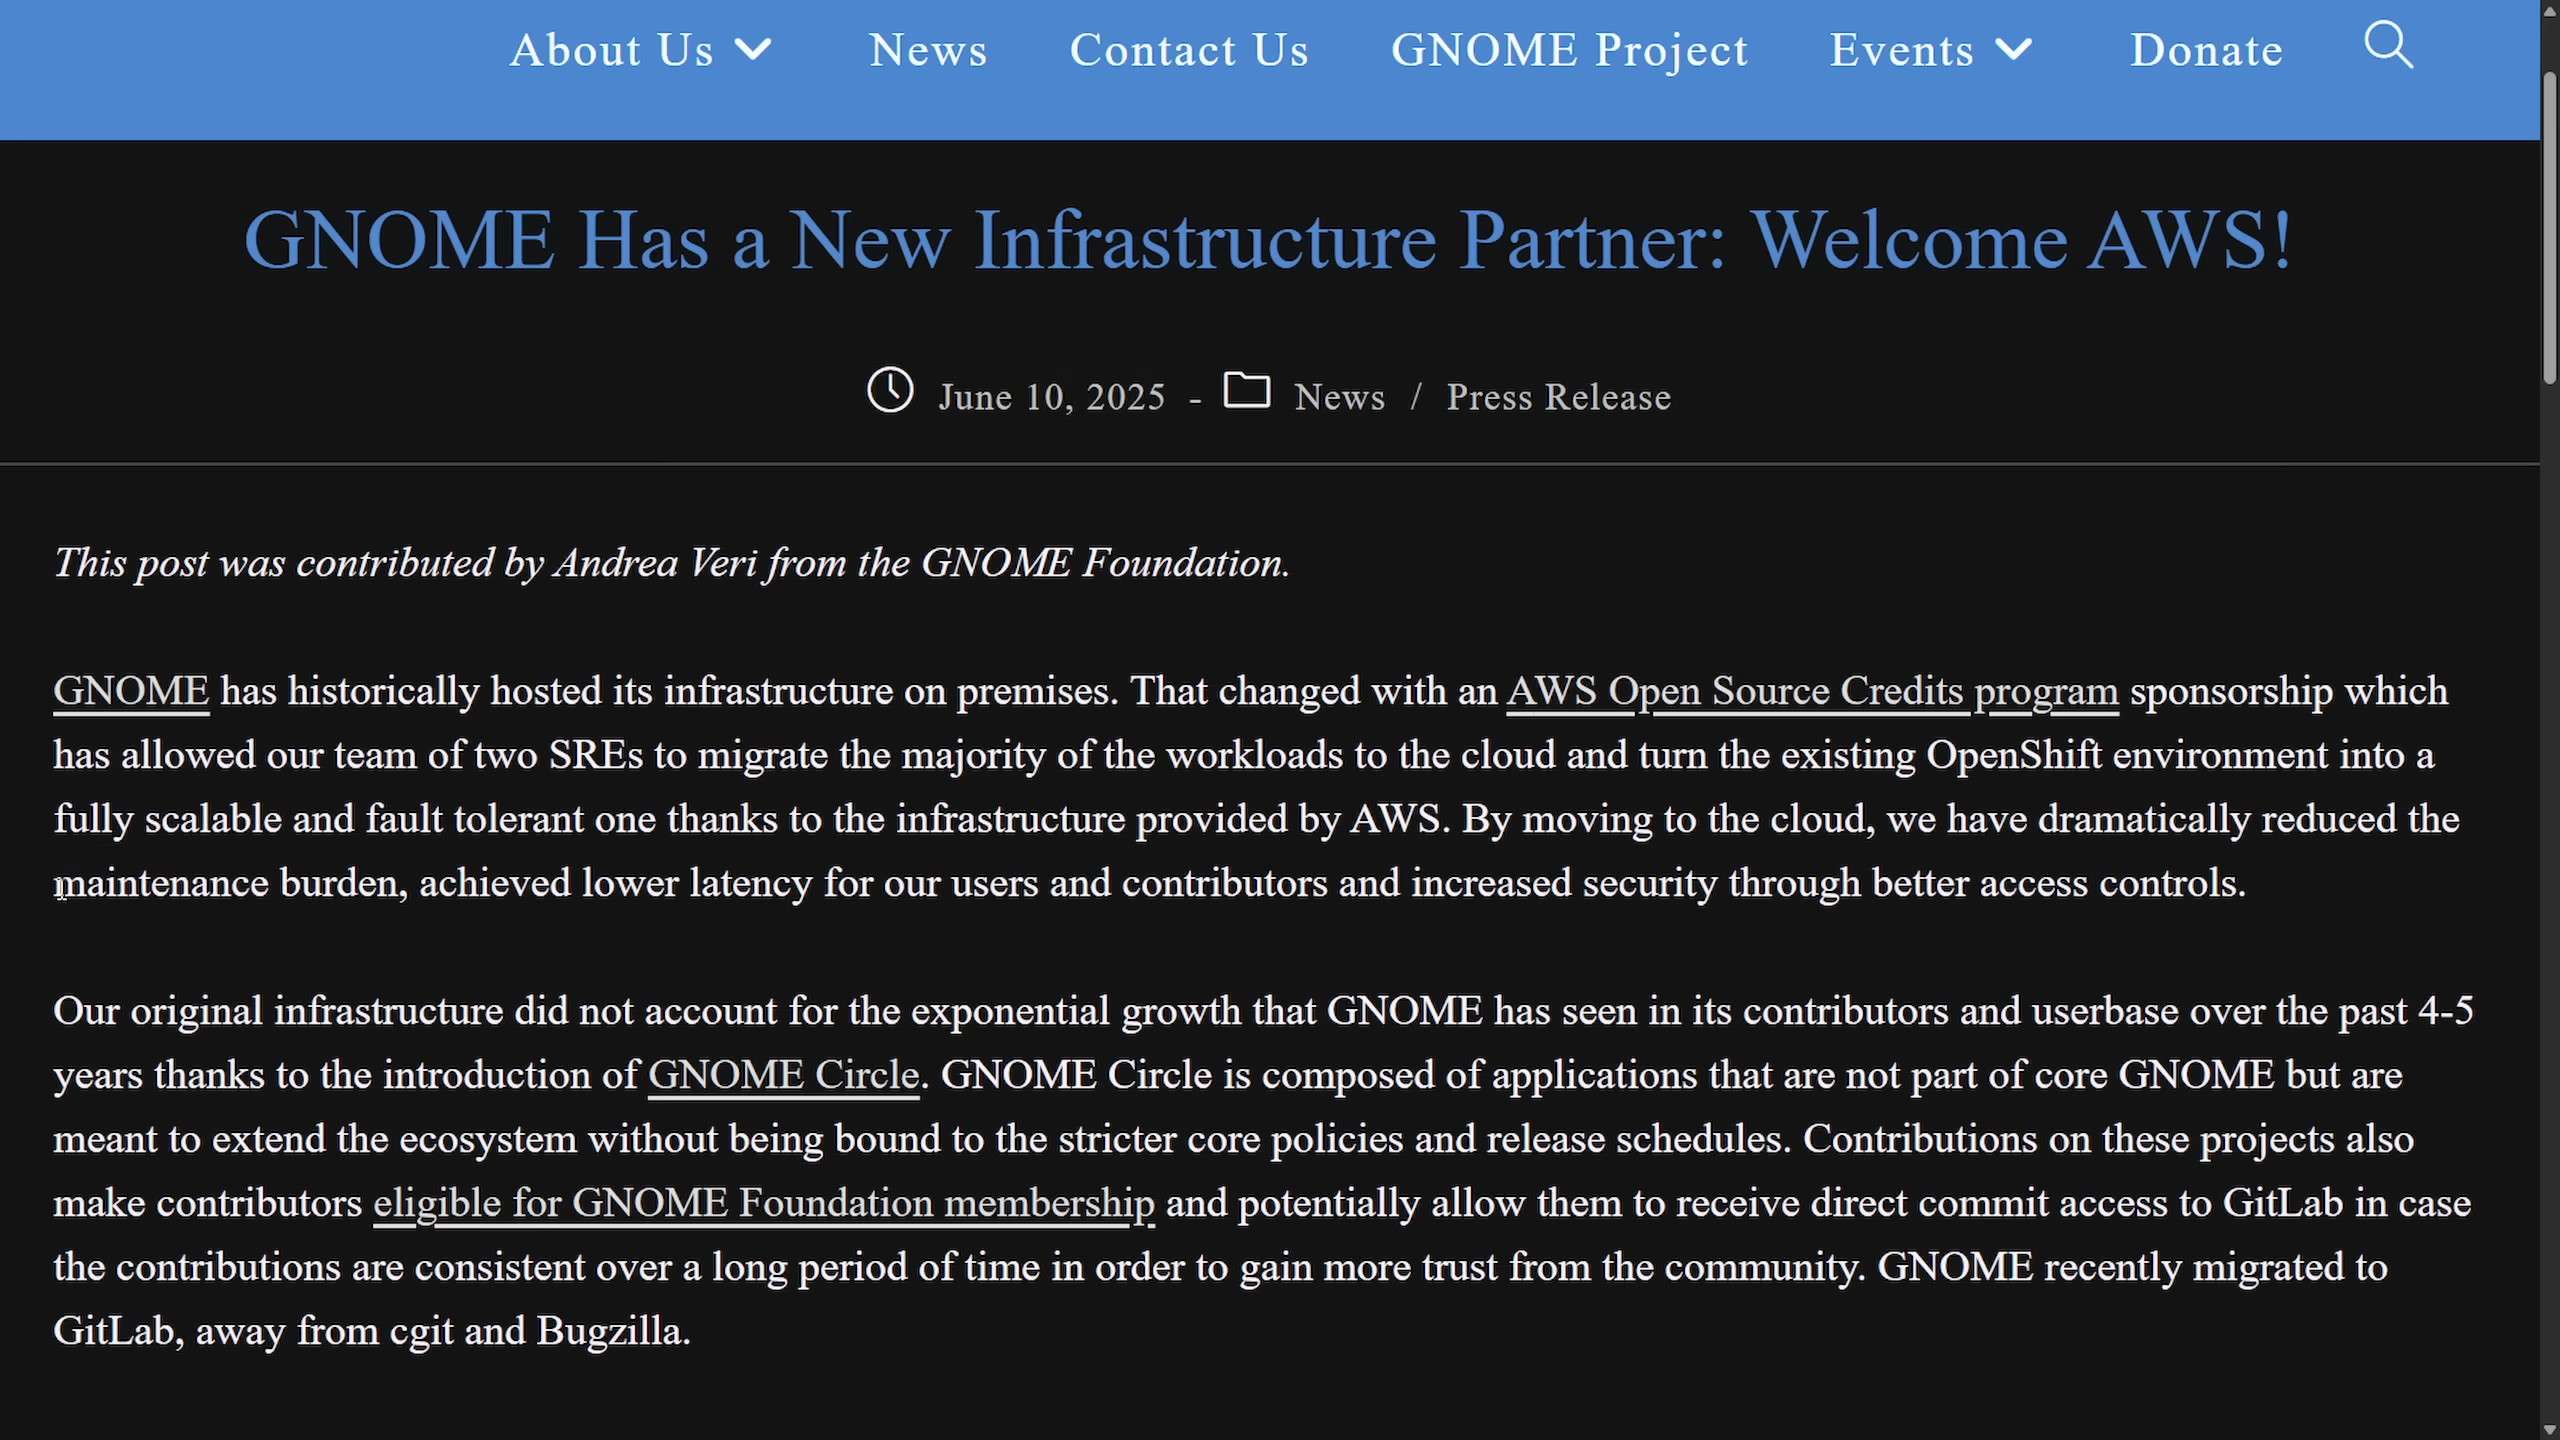 About Us News Contact Us GNOME Project Events Donate
GNOME Has a New Infrastructure Partner: Welcome AWS!
June 10, 2025 - News / Press Release
This post was contributed by Andrea Veri from the GNOME Foundation.
GNOME has historically hosted its infrastructure on premises. That changed with an AWS Open Source Credits program sponsorship which
has allowed our team of two SREs to migrate the majority of the workloads to the cloud and turn the existing OpenShift environment into a
fully scalable and fault tolerant one thanks to the infrastructure provided by AWS. By moving to the cloud, we have dramatically reduced the
maintenance burden, achieved lower latency for our users and contributors and increased security through better access controls.
Our original infrastructure did not account for the exponential growth that GNOME has seen in its contributors and userbase over the past 4-5
years thanks to the introduction of GNOME Circle. GNOME Circle is composed of applications that are not part of core GNOME but are
meant to extend the ecosystem without being bound to the stricter core policies and release schedules. Contributions on these projects also
make contributors eligible for GNOME Foundation membership and potentially allow them to receive direct commit access to GitLab in case
the contributions are consistent over a long period of time in order to gain more trust from the community. GNOME recently migrated to
GitLab, away from cgit and Bugzilla.